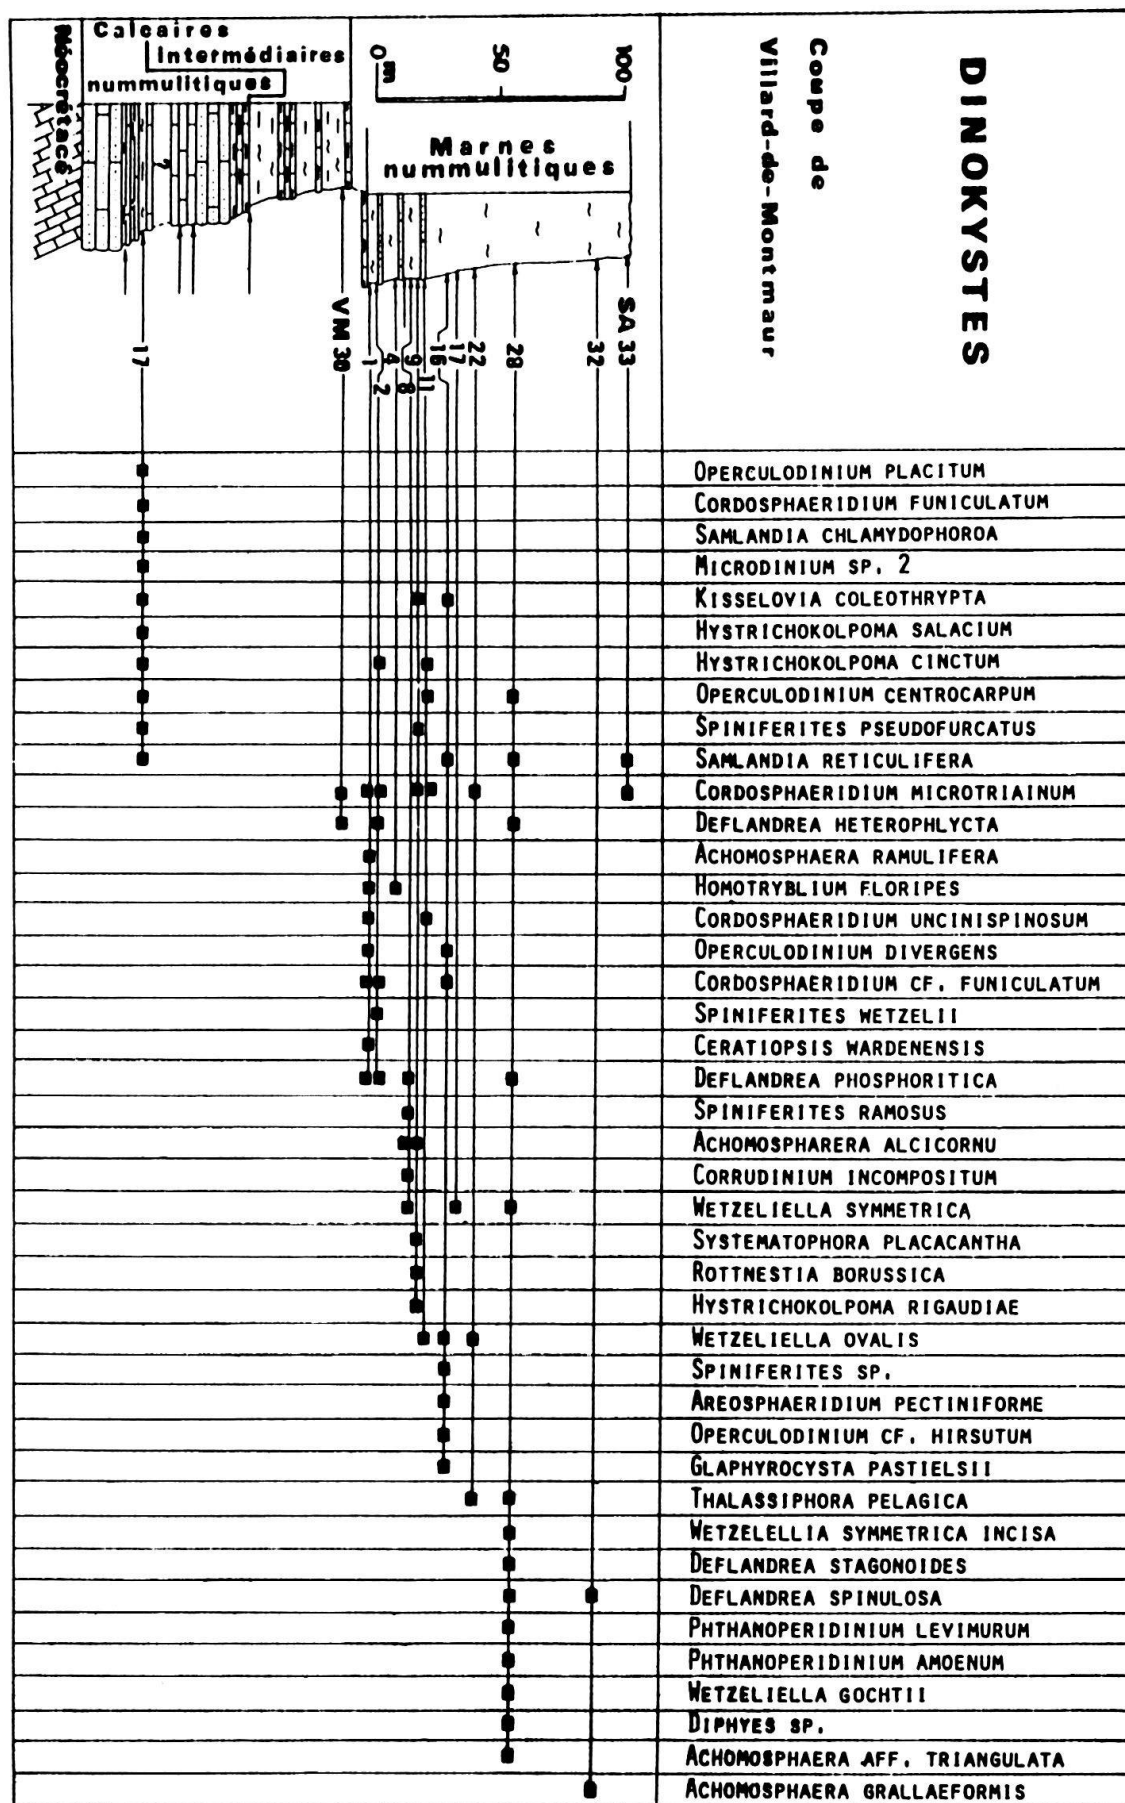 DINOKYSTES
Coupe de
Villard-de-Montmaur
Néocrétacé
Calcaires
Intermédiaires
nummulitiques
?
0 m
50
100
Marnes
nummulitiques
17
VM 30
1
2
4
8
9
11
16
17
22
28
32
SA 33
OPERCULODINIUM PLACITUM
CORDOSPHAERIDIUM FUNICULATUM
SAMLANDIA CHLAMYDOPHOROA
MICRODINIUM SP. 2
KISSELOVIA COLEOTHRYPTA
HYSTRICHOKOLPOMA SALACIUM
HYSTRICHOKOLPOMA CINCTUM
OPERCULODINIUM CENTROCARPUM
SPINIFERITES PSEUDOFURCATUS
SAMLANDIA RETICULIFERA
CORDOSPHAERIDIUM MICROTRIAINUM
DEFLANDREA HETEROPHLYCTA
ACHOMOSPHAERA RAMULIFERA
HOMOTRYBLIUM FLORIPES
CORDOSPHAERIDIUM UNCINISPINOSUM
OPERCULODINIUM DIVERGENS
CORDOSPHAERIDIUM CF. FUNICULATUM
SPINIFERITES WETZELII
CERATIOPSIS WARDENENSIS
DEFLANDREA PHOSPHORITICA
SPINIFERITES RAMOSUS
ACHOMOSPHARERA ALCICORNU
CORRUDINIUM INCOMPOSITUM
WETZELIELLA SYMMETRICA
SYSTEMATOPHORA PLACACANTHA
ROTTNESTIA BORUSSICA
HYSTRICHOKOLPOMA RIGAUDIAE
WETZELIELLA OVALIS
SPINIFERITES SP.
AREOSPHAERIDIUM PECTINIFORME
OPERCULODINIUM CF. HIRSUTUM
GLAPHYROCYSTA PASTIELSII
THALASSIPHORA PELAGICA
WETZELELLIA SYMMETRICA INCISA
DEFLANDREA STAGONOIDES
DEFLANDREA SPINULOSA
PHTHANOPERIDINIUM LEVIMURUM
PHTHANOPERIDINIUM AMOENUM
WETZELIELLA GOCHTII
DIPHYES SP.
ACHOMOSPHAERA AFF. TRIANGULATA
ACHOMOSPHAERA GRALLAEFORMIS